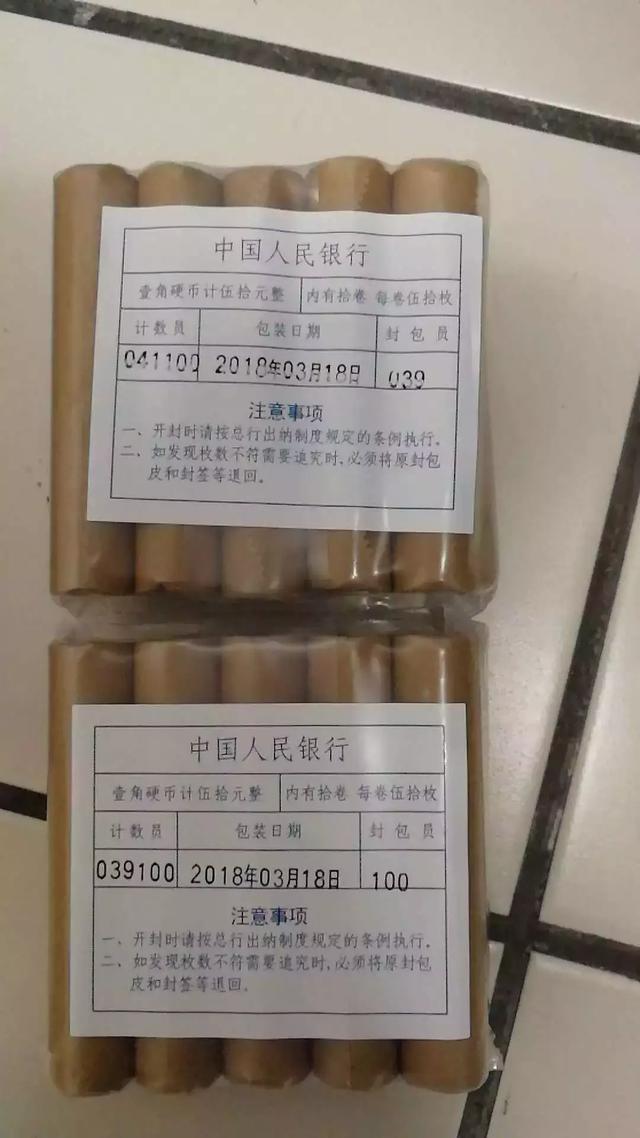 中国人民银行
壹角硬币计伍拾元整 内有拾卷 每卷伍拾枚
计数员 包装日期 封包员
041100 2018年03月18日 039
注意事项
一、开封时请按总行出纳制度规定的条例执行。
二、如发现枚数不符需要追究时,必须将原封包
皮和封签等退回。
中国人民银行
壹角硬币计伍拾元整 内有拾卷 每卷伍拾枚
计数员 包装日期 封包员
039100 2018年03月18日 100
注意事项
一、开封时请按总行出纳制度规定的条例执行。
二、如发现枚数不符需要追究时,必须将原封包
皮和封签等退回。